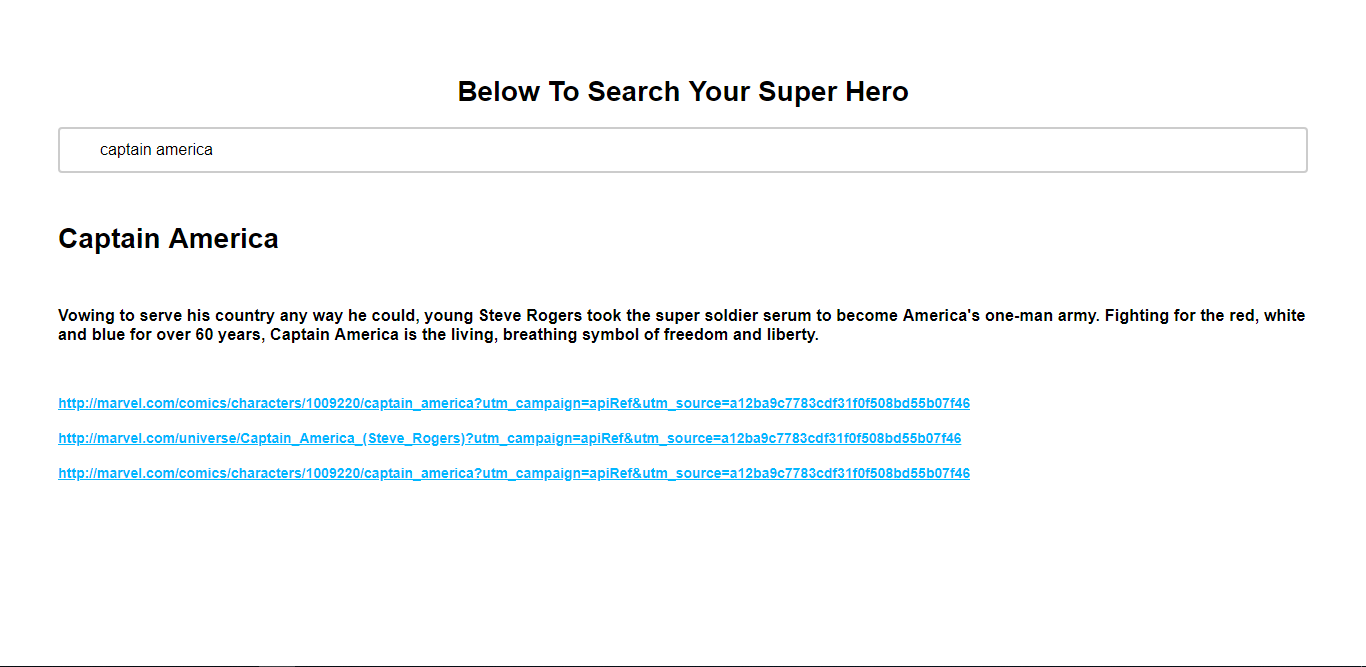 Below To Search Your Super Hero
captain america
Captain America
Vowing to serve his country any way he could, young Steve Rogers took the super soldier serum to become America's one-man army. Fighting for the red, white
and blue for over 60 years, Captain America is the living, breathing symbol of freedom and liberty.
http://marvel.com/comics/characters/1009220/captain_america?utm_campaign=apiRef&utm_source=a12ba9c7783cdf31f0f508bd55b07f46
http://marvel.com/universe/Captain_America_(Steve_Rogers)?utm_campaign=apiRef&utm_source=a12ba9c7783cdf31f0f508bd55b07f46
http://marvel.com/comics/characters/1009220/captain_america?utm_campaign=apiRef&utm_source=a12ba9c7783cdf31f0f508bd55b07f46